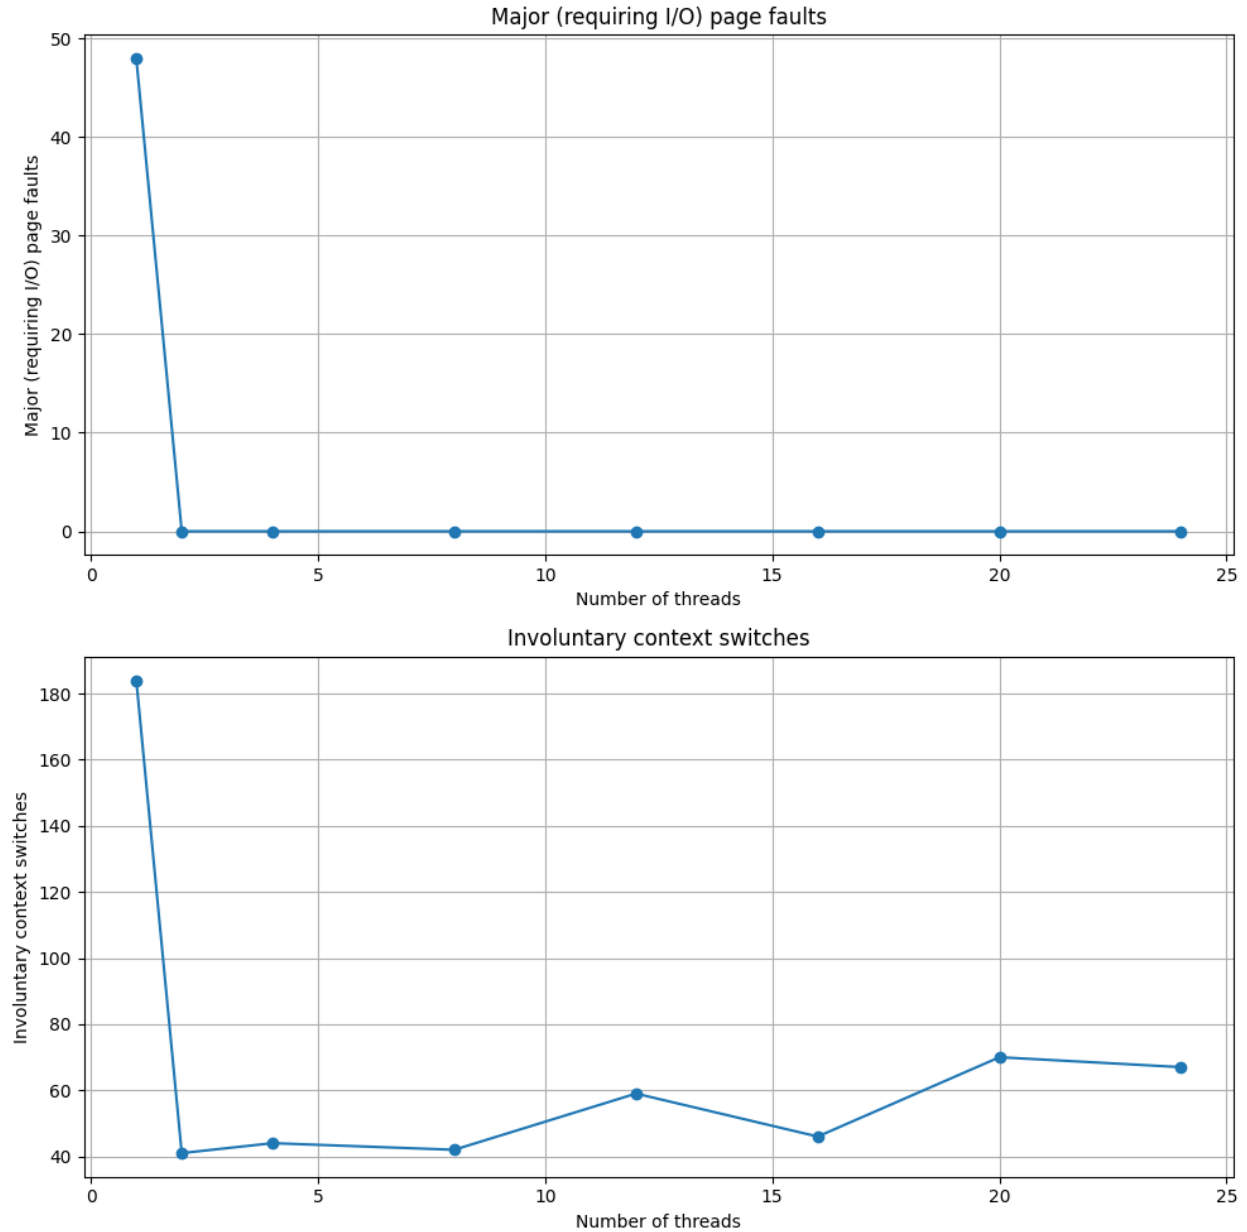 Major (requiring I/O) page faults
Major (requiring I/O) page faults
50
40
30
20
10
0
0 5 10 15 20 25
Number of threads
Involuntary context switches
Involuntary context switches
180
160
140
120
100
80
60
40
0 5 10 15 20 25
Number of threads